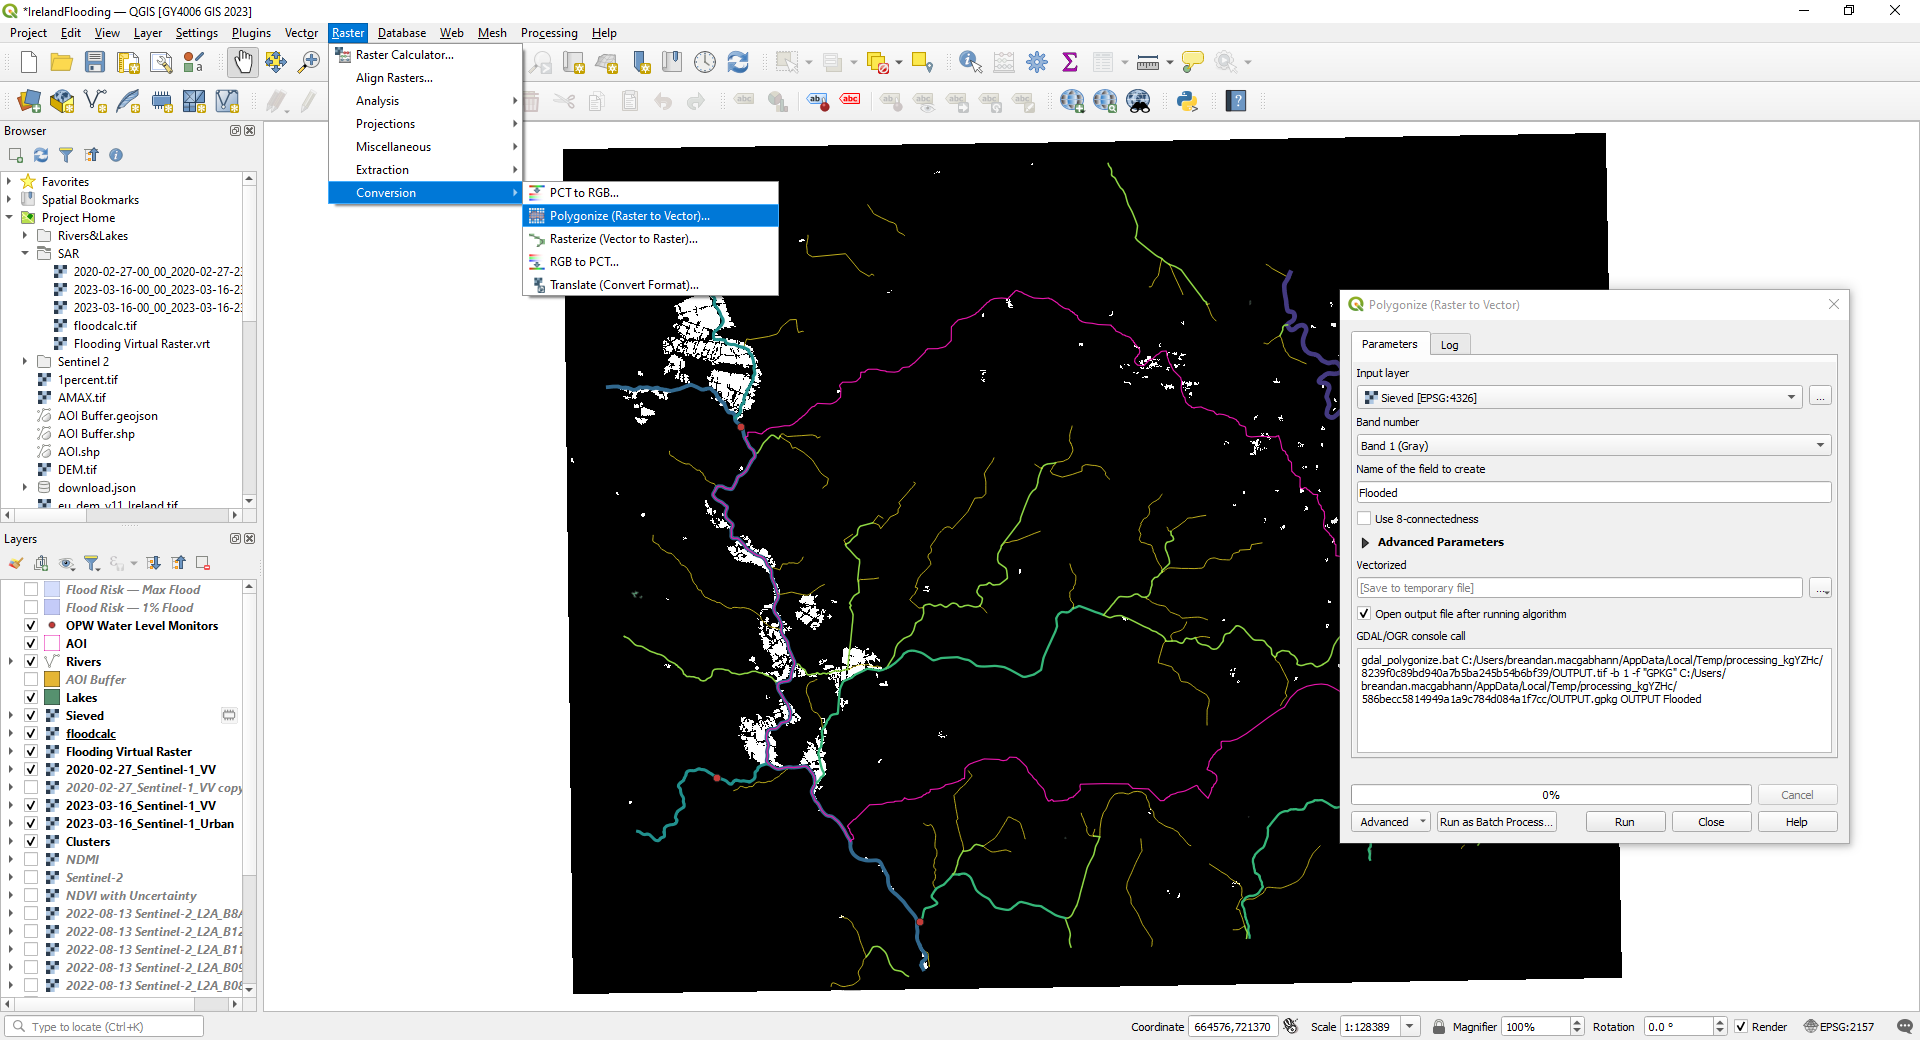 *IrelandFlooding — QGIS [GY4006 GIS 2023]
Project Edit View Layer Settings Plugins Vector Raster Database Web Mesh Processing Help
Raster Calculator...
Align Rasters...
Analysis
Projections
Miscellaneous
Extraction
Conversion
PCT to RGB...
Polygonize (Raster to Vector)...
Rasterize (Vector to Raster)...
RGB to PCT...
Translate (Convert Format)...
Browser
Favorites
Spatial Bookmarks
Project Home
Rivers&Lakes
SAR
2020-02-27-00_00_2020-02-27-2
2023-03-16-00_00_2023-03-16-2
2023-03-16-00_00_2023-03-16-2
floodcalc.tif
Flooding Virtual Raster.vrt
Sentinel 2
1percent.tif
AMAX.tif
AOI Buffer.geojson
AOI Buffer.shp
AOI.shp
DEM.tif
download.json
eu_dem_v11_Ireland.tif
Layers
Flood Risk — Max Flood
Flood Risk — 1% Flood
OPW Water Level Monitors
AOI
Rivers
AOI Buffer
Lakes
Sieved
floodcalc
Flooding Virtual Raster
2020-02-27_Sentinel-1_VV
2020-02-27_Sentinel-1_VV copy
2023-03-16_Sentinel-1_VV
2023-03-16_Sentinel-1_Urban
Clusters
NDMI
Sentinel-2
NDVI with Uncertainty
2022-08-13 Sentinel-2_L2A_B8A
2022-08-13 Sentinel-2_L2A_B12
2022-08-13 Sentinel-2_L2A_B11
2022-08-13 Sentinel-2_L2A_B09
2022-08-13 Sentinel-2_L2A_B08
Polygonize (Raster to Vector)
Parameters Log
Input layer
Sieved [EPSG:4326]
...
Band number
Band 1 (Gray)
Name of the field to create
Flooded
Use 8-connectedness
Advanced Parameters
Vectorized
[Save to temporary file]
...
Open output file after running algorithm
GDAL/OGR console call
gdal_polygonize.bat C:/Users/breandan.macgabhann/AppData/Local/Temp/processing_kgYZHc/
8239f0c89bd940a7b5ba245b54b6bf39/OUTPUT.tif -b 1 -f "GPKG" C:/Users/
breandan.macgabhann/AppData/Local/Temp/processing_kgYZHc/
586becc5814949a1a9c784d084a1f7cc/OUTPUT.gpkg OUTPUT Flooded
0%
Cancel
Advanced Run as Batch Process... Run Close Help
Type to locate (Ctrl+K)
Coordinate 664576,721370 Scale 1:128389 Magnifier 100% Rotation 0.0 ° Render EPSG:2157